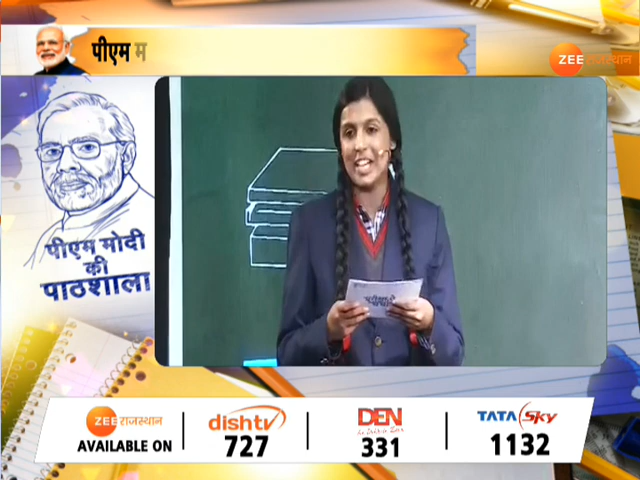 पीएम म
ZEE राजस्थान
पीएम मोदी
की
पाठशाला
ZEE राजस्थान
AVAILABLE ON
dishtv
727
DEN
331
TATA Sky
1132